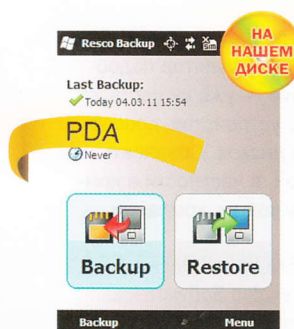 Resco Backup
НА
НАШЕМ
ДИСКЕ
Last Backup:
Today 04.03.11 15:54
PDA
Never
Backup
Restore
Backup
Menu